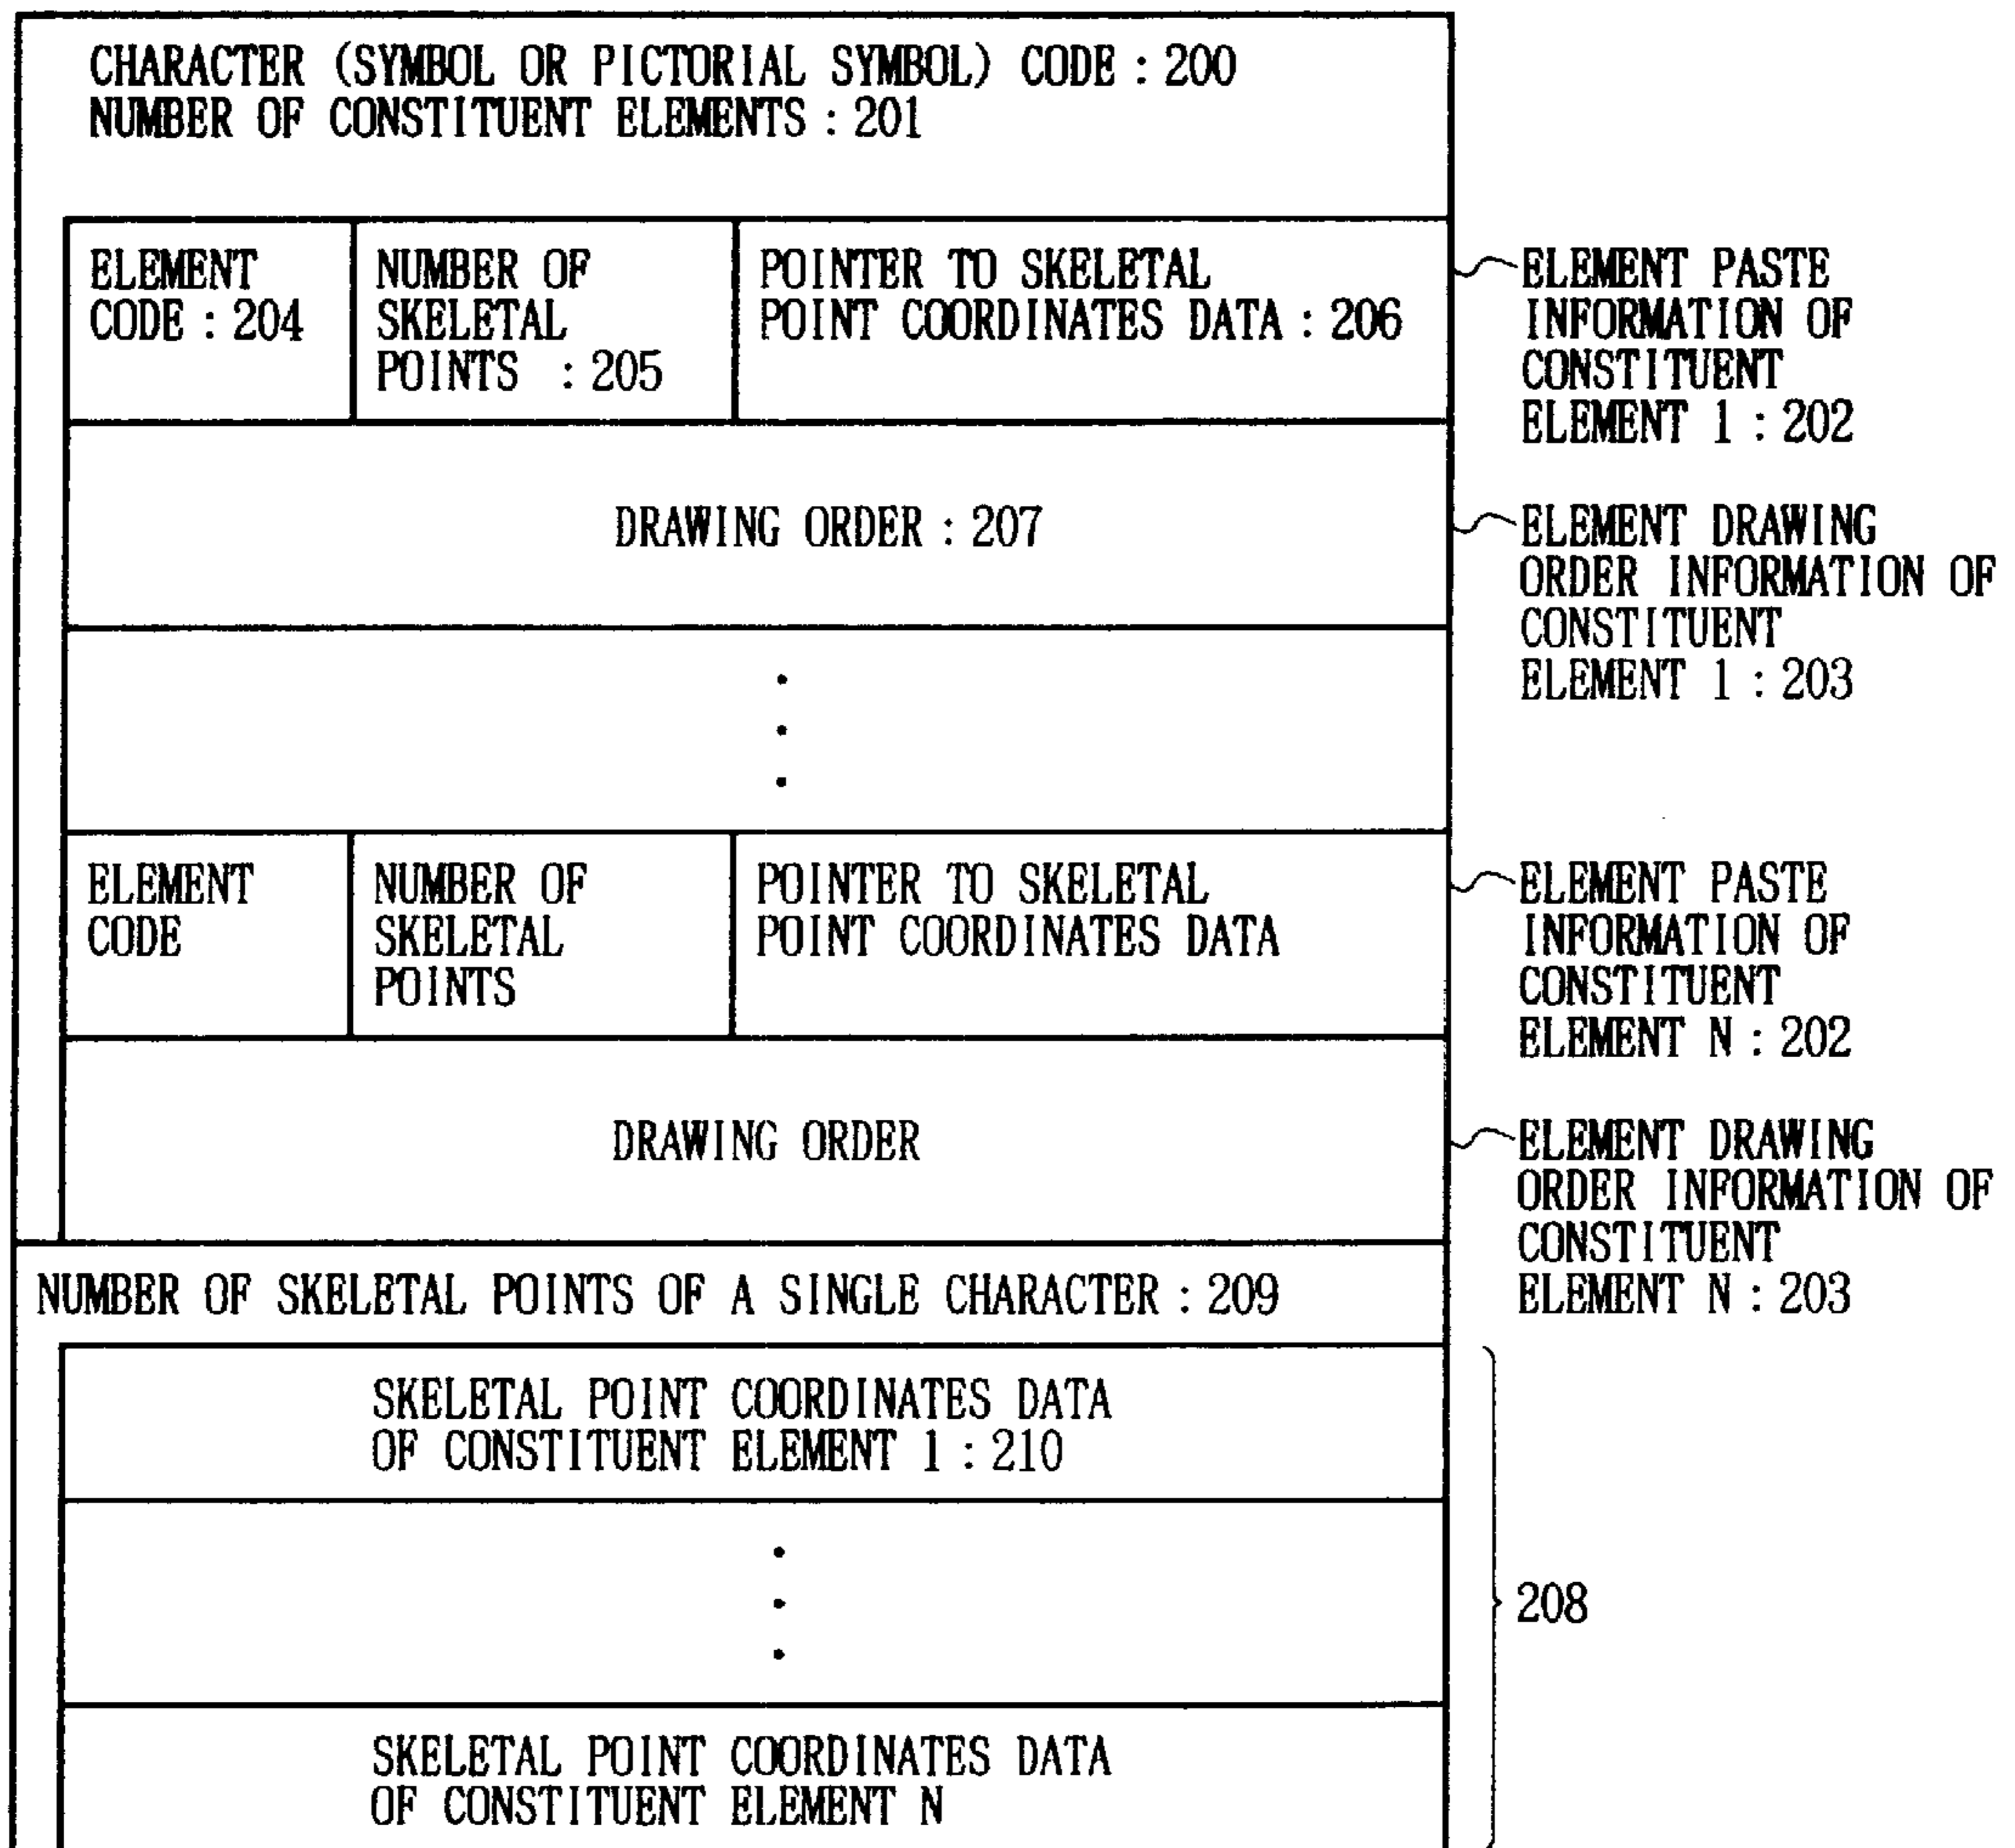 CHARACTER (SYMBOL OR PICTORIAL SYMBOL) CODE : 200
NUMBER OF CONSTITUENT ELEMENTS : 201
ELEMENT
CODE : 204
NUMBER OF
SKELETAL
POINTS : 205
POINTER TO SKELETAL
POINT COORDINATES DATA : 206
ELEMENT PASTE
INFORMATION OF
CONSTITUENT
ELEMENT 1 : 202
DRAWING ORDER : 207
ELEMENT DRAWING
ORDER INFORMATION OF
CONSTITUENT
ELEMENT 1 : 203
ELEMENT
CODE
NUMBER OF
SKELETAL
POINTS
POINTER TO SKELETAL
POINT COORDINATES DATA
ELEMENT PASTE
INFORMATION OF
CONSTITUENT
ELEMENT N : 202
DRAWING ORDER
ELEMENT DRAWING
ORDER INFORMATION OF
CONSTITUENT
ELEMENT N : 203
NUMBER OF SKELETAL POINTS OF A SINGLE CHARACTER : 209
SKELETAL POINT COORDINATES DATA
OF CONSTITUENT ELEMENT 1 : 210
208
SKELETAL POINT COORDINATES DATA
OF CONSTITUENT ELEMENT N